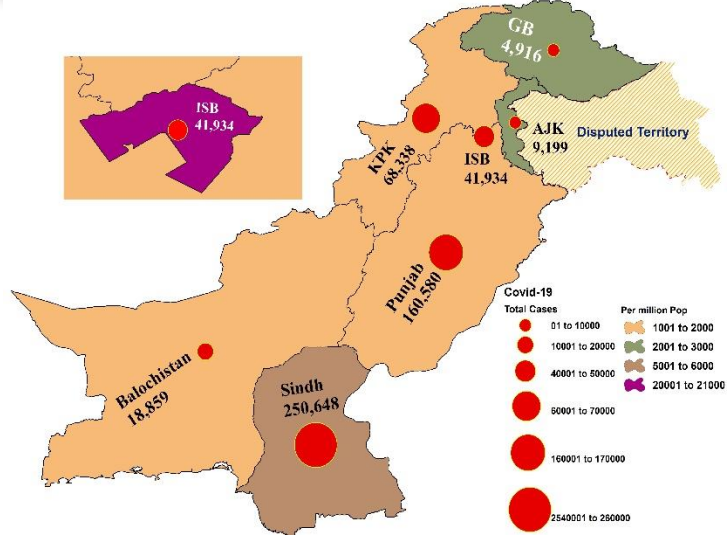 GB
4,916
ISB
41,934
AJK
9,199
Disputed Territory
KPK
68,338
ISB
41,934
Punjab
160,580
Balochistan
18,859
Sindh
250,648
Covid-19
Total Cases
01 to 10000
10001 to 20000
40001 to 50000
60001 to 70000
160001 to 170000
2540001 to 260000
Per million Pop
1001 to 2000
2001 to 3000
5001 to 6000
20001 to 21000